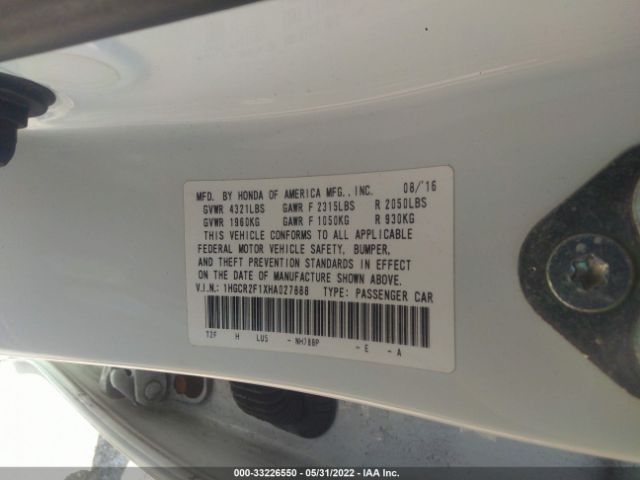 MFD. BY HONDA OF AMERICA MFG., INC. 08/'16
GVWR 4321LBS GAWR F 2315LBS R 2050LBS
GVWR 1960KG GAWR F 1050KG R 930KG
THIS VEHICLE CONFORMS TO ALL APPLICABLE
FEDERAL MOTOR VEHICLE SAFETY, BUMPER,
AND THEFT PREVENTION STANDARDS IN EFFECT
ON THE DATE OF MANUFACTURE SHOWN ABOVE.
V.I.N.: 1HGCR2F1XHA027888 TYPE: PASSENGER CAR
T2F H LU5 - NH788P - E - A
000-33226550 - 05/31/2022 - IAA Inc.